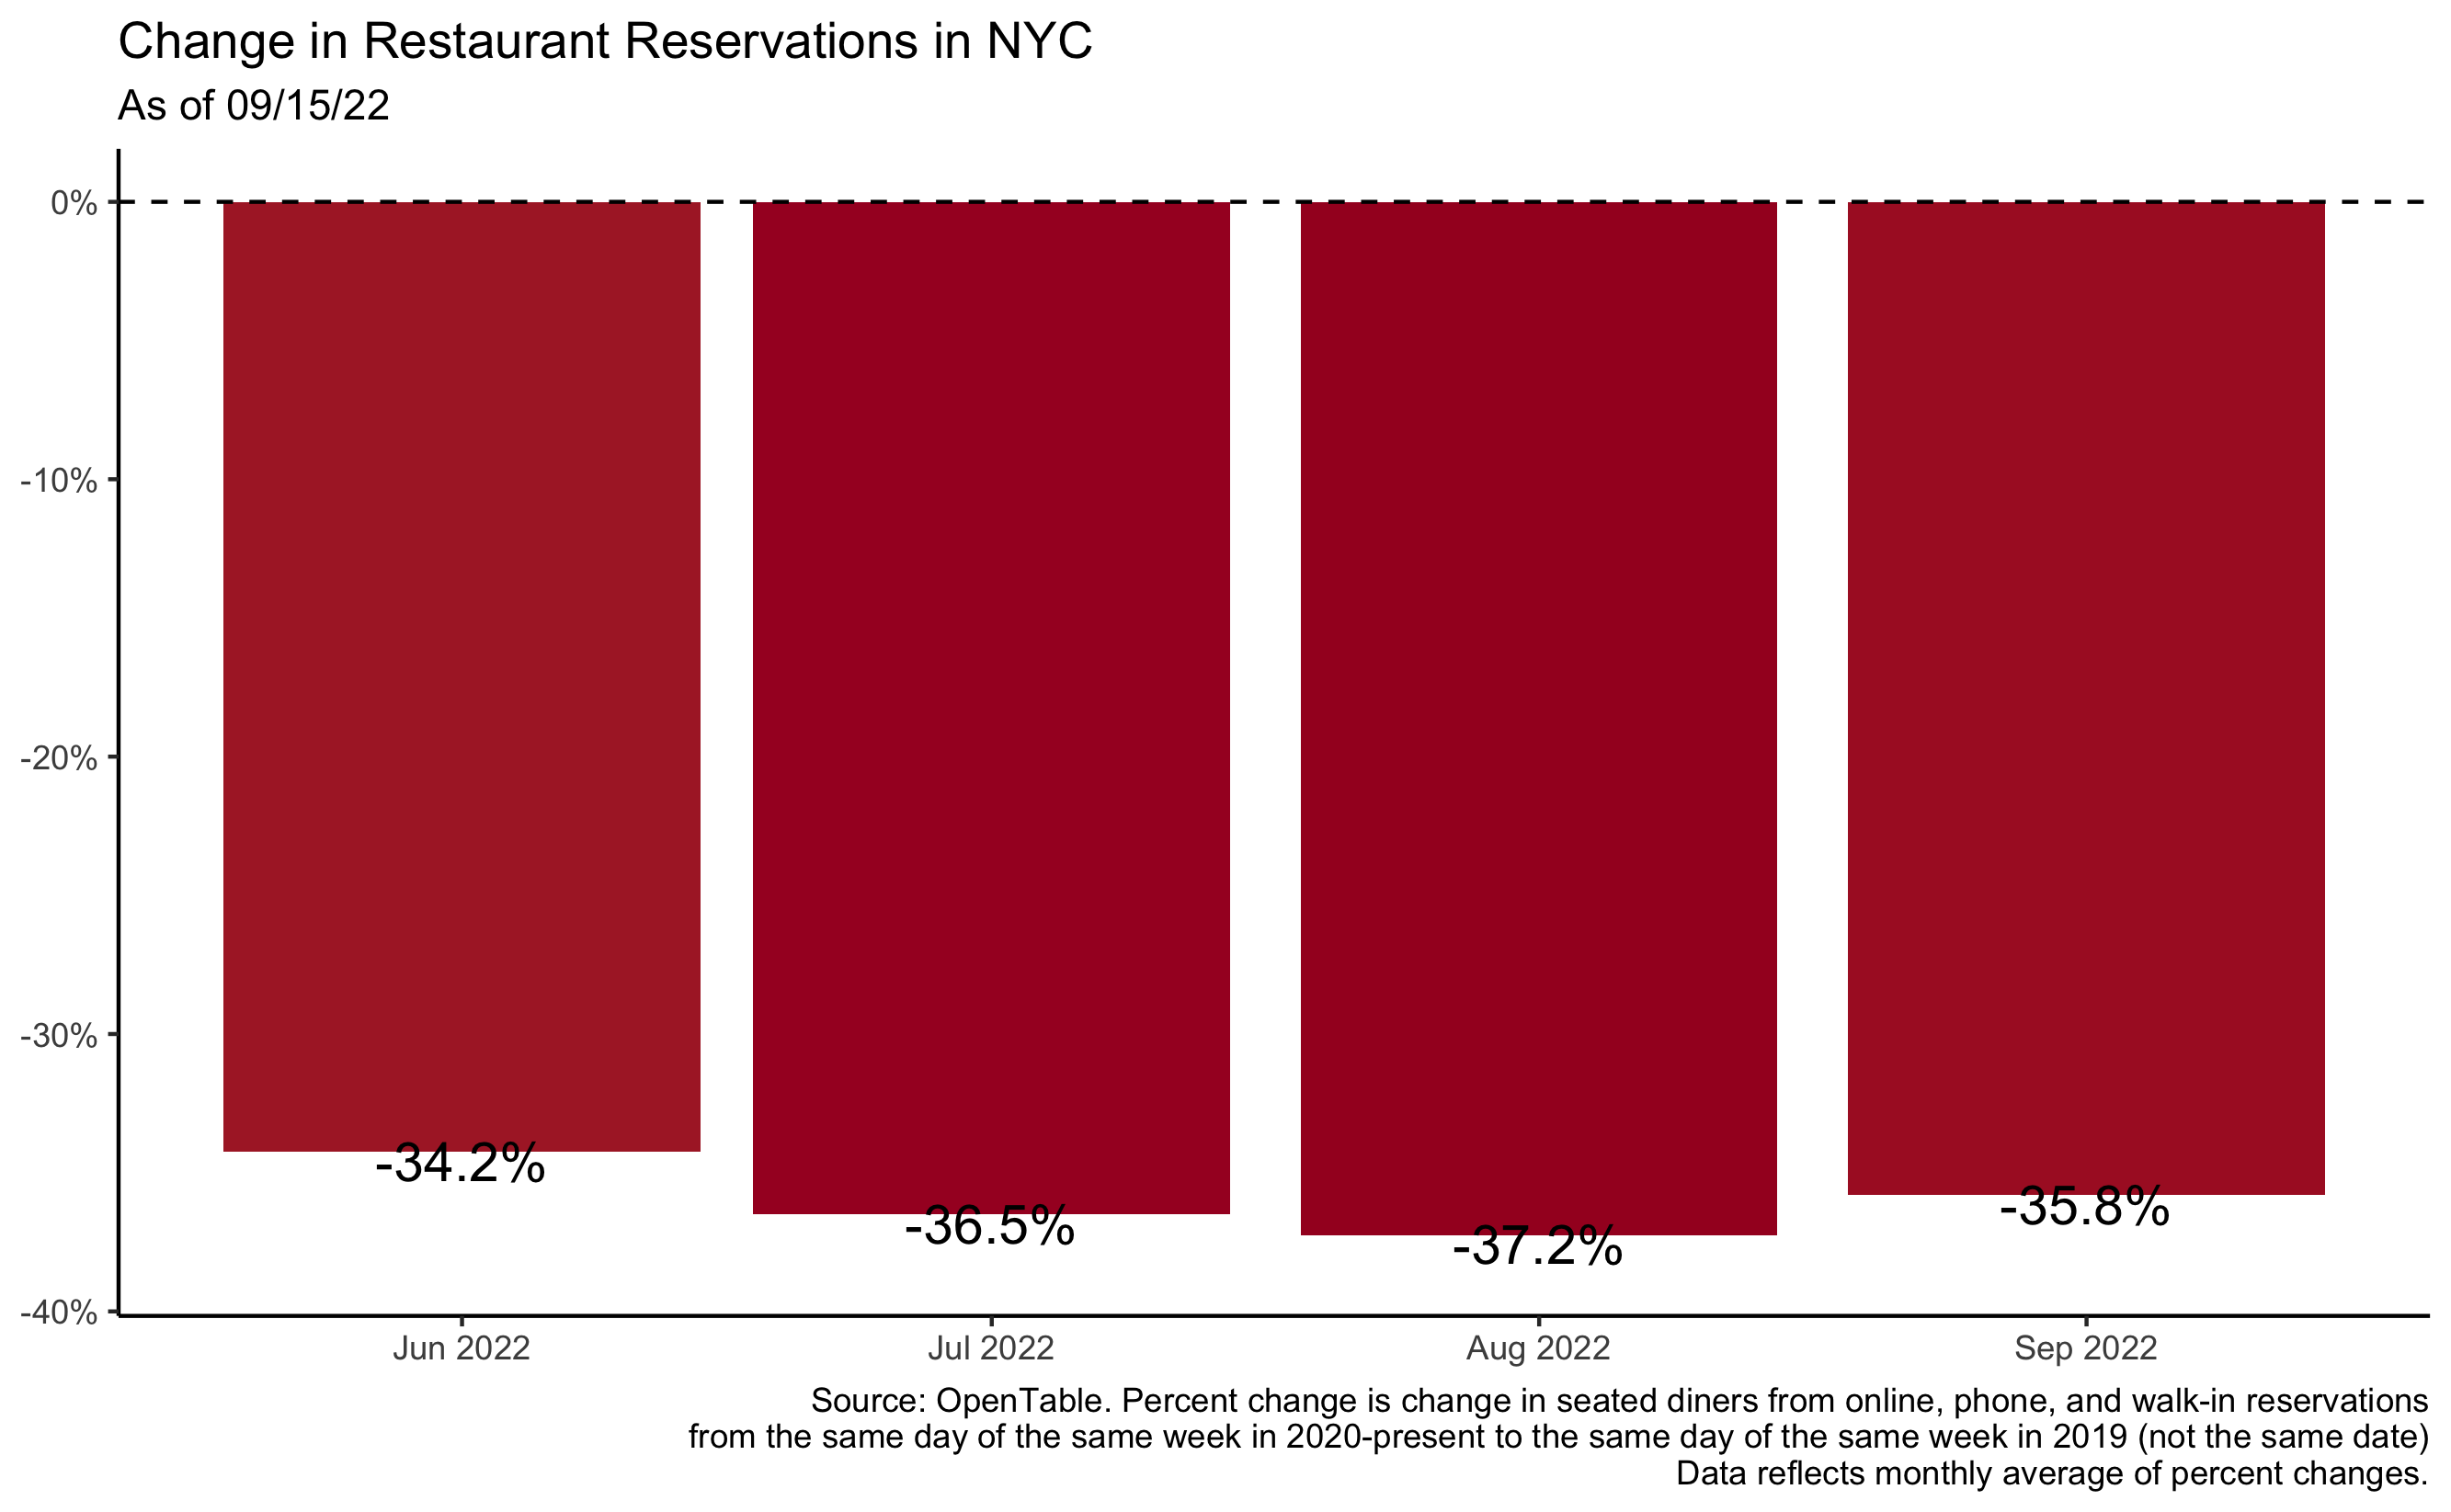 Change in Restaurant Reservations in NYC
As of 09/15/22
0%
-10%
-20%
-30%
-40%
-34.2%
-36.5%
-37.2%
-35.8%
Jun 2022
Jul 2022
Aug 2022
Sep 2022
Source: OpenTable. Percent change is change in seated diners from online, phone, and walk-in reservations
from the same day of the same week in 2020-present to the same day of the same week in 2019 (not the same date)
Data reflects monthly average of percent changes.